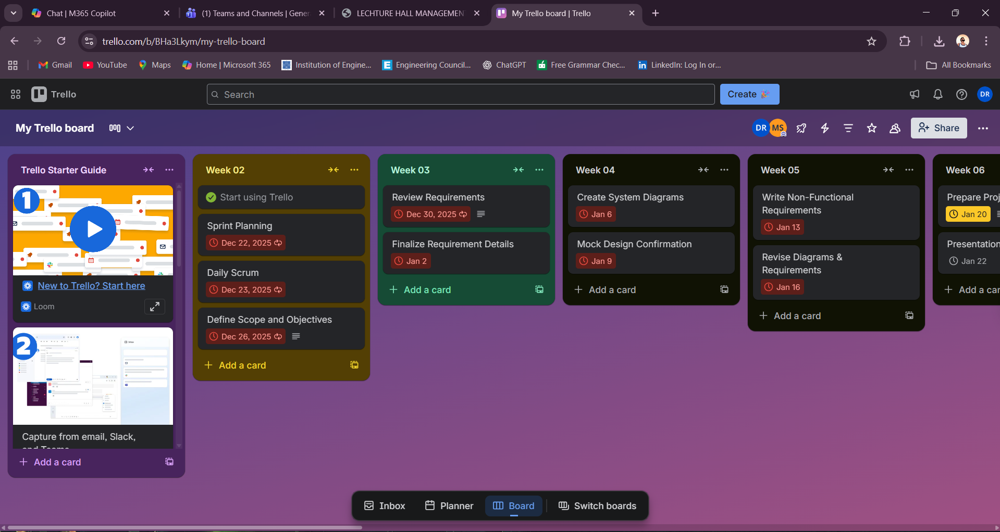 Chat | M365 Copilot
(1) Teams and Channels | Gener
LECHTURE HALL MANAGEMEN
My Trello board | Trello
trello.com/b/BHa3Lkym/my-trello-board
Gmail
YouTube
Maps
Home | Microsoft 365
Institution of Engine...
Engineering Council...
ChatGPT
Free Grammar Chec...
LinkedIn: Log In or...
All Bookmarks
Trello
Search
Create
DR
My Trello board
DR
MS
Share
Trello Starter Guide
1
New to Trello? Start here
Loom
2
Inbox
Capture from email, Slack,
and Teams
Add a card
Week 02
Start using Trello
Sprint Planning
Dec 22, 2025
Daily Scrum
Dec 23, 2025
Define Scope and Objectives
Dec 26, 2025
Add a card
Week 03
Review Requirements
Dec 30, 2025
Finalize Requirement Details
Jan 2
Add a card
Week 04
Create System Diagrams
Jan 6
Mock Design Confirmation
Jan 9
Add a card
Week 05
Write Non-Functional
Requirements
Jan 13
Revise Diagrams &
Requirements
Jan 16
Add a card
Week 06
Prepare Proj
Jan 20
Presentation
Jan 22
Add a car
Inbox
Planner
Board
Switch boards